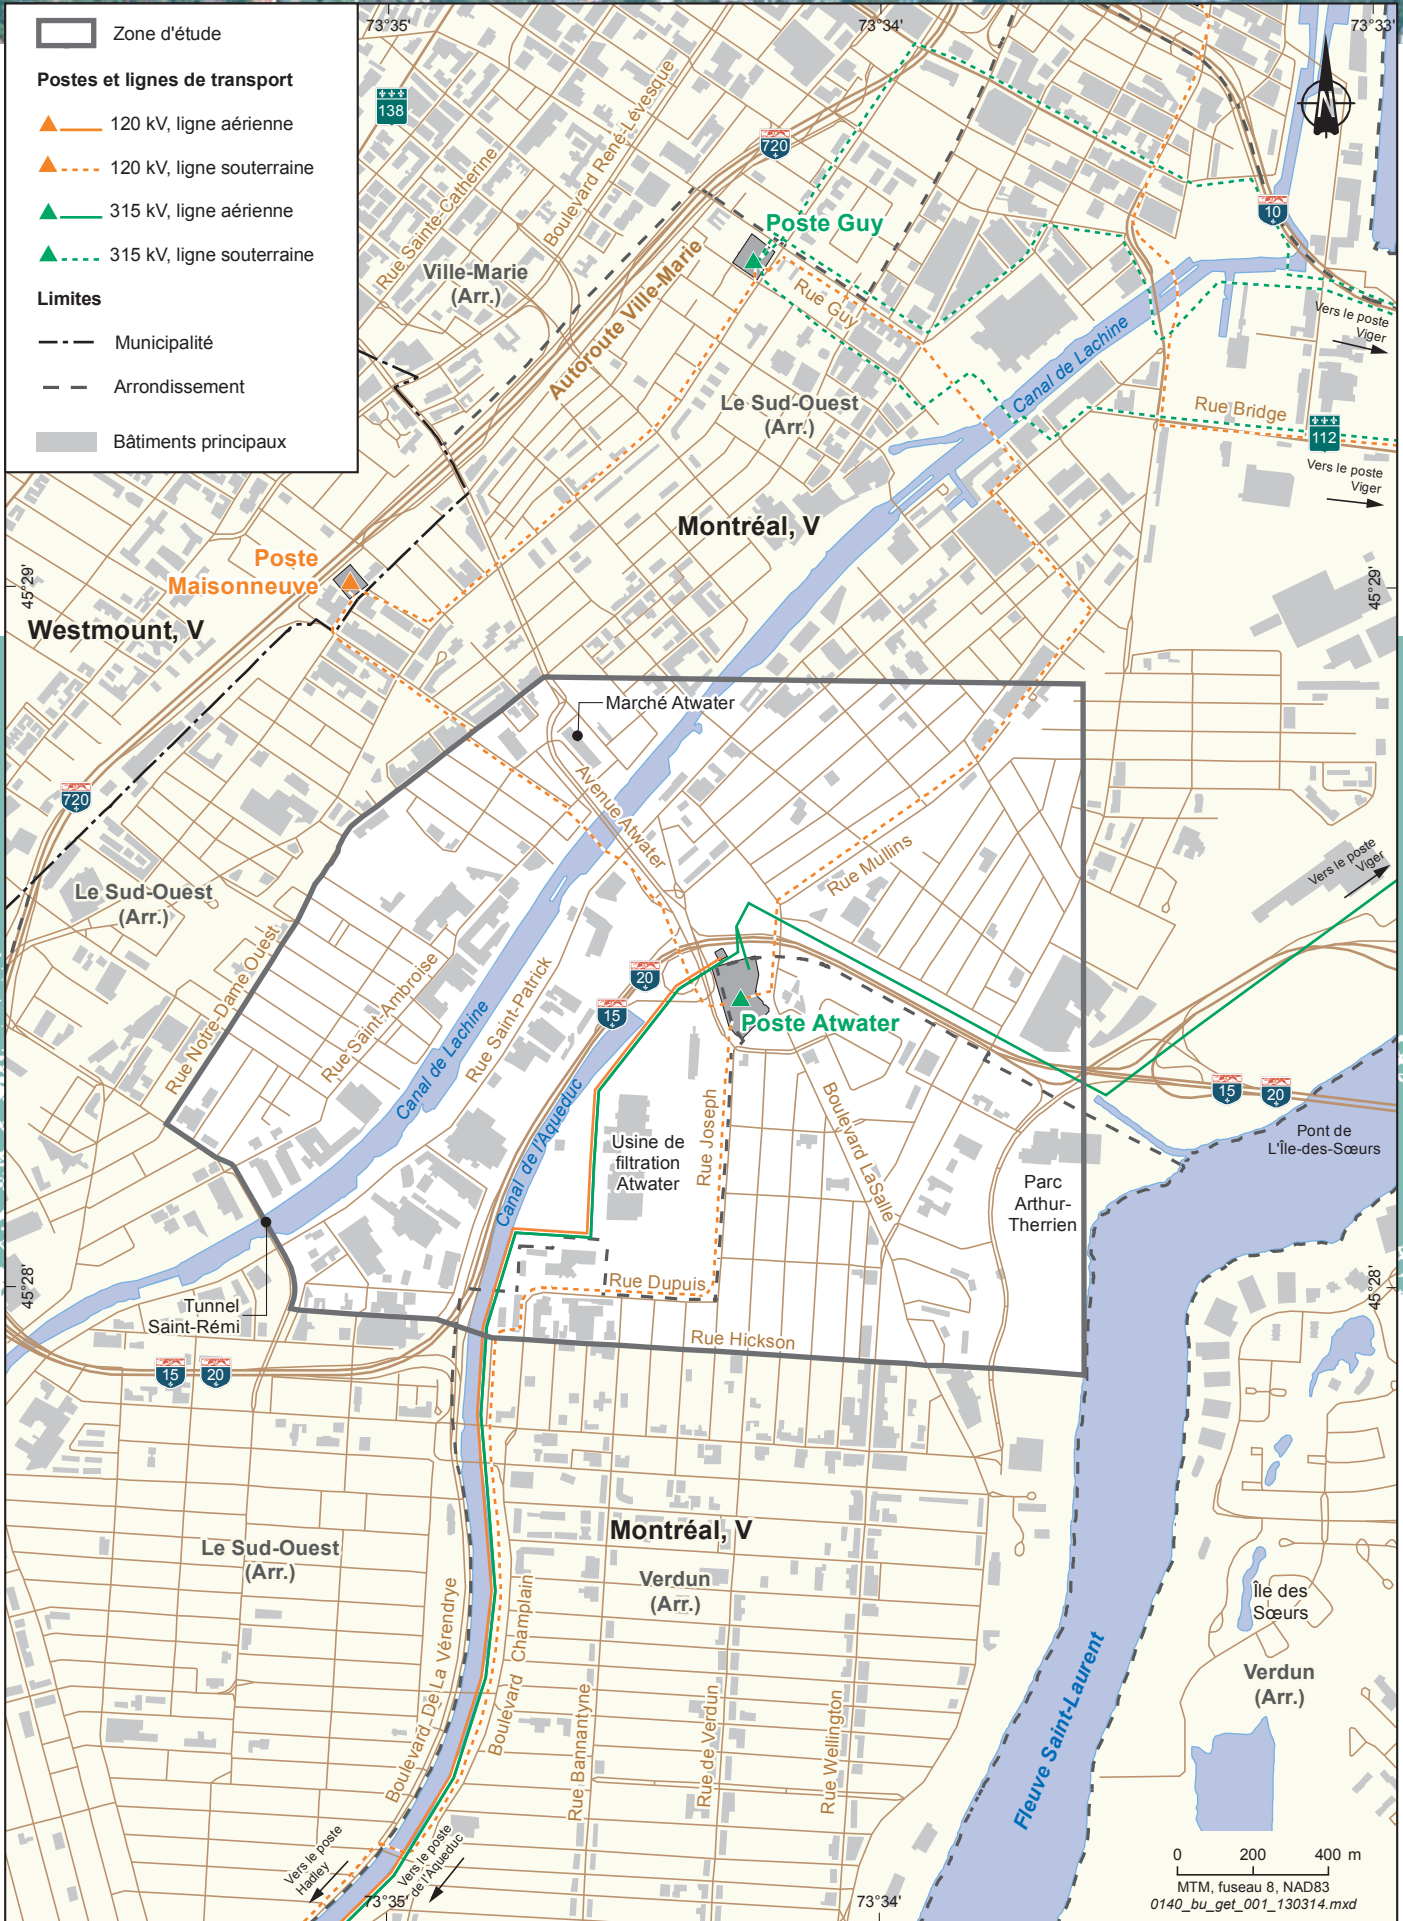 Zone d'étude
Postes et lignes de transport
120 kV, ligne aérienne
120 kV, ligne souterraine
315 kV, ligne aérienne
315 kV, ligne souterraine
Limites
Municipalité
Arrondissement
Bâtiments principaux
73°35'
73°34'
73°33'
138
720
10
N
Rue Sainte-Catherine
Boulevard René-Lévesque
Ville-Marie
(Arr.)
Autoroute Ville-Marie
Poste Guy
Rue Guy
Vers le poste
Viger
Canal de Lachine
Le Sud-Ouest
(Arr.)
Rue Bridge
112
Vers le poste
Viger
Montréal, V
Poste
Maisonneuve
45°29'
45°29'
Westmount, V
Marché Atwater
Avenue Atwater
720
Rue Mullins
Vers le poste
Viger
Le Sud-Ouest
(Arr.)
Rue Notre-Dame Ouest
Rue Saint-Ambroise
Canal de Lachine
Rue Saint-Patrick
20
15
Canal de l'Aqueduc
Poste Atwater
Usine de
filtration
Atwater
Rue Joseph
Boulevard LaSalle
15
20
Pont de
L'Île-des-Sœurs
Parc
Arthur-
Therrien
45°28'
45°28'
Tunnel
Saint-Rémi
Rue Dupuis
Rue Hickson
15
20
Montréal, V
Le Sud-Ouest
(Arr.)
Verdun
(Arr.)
Boulevard De La Vérendrye
Boulevard Champlain
Rue Bannantyne
Rue de Verdun
Rue Wellington
Fleuve Saint-Laurent
Île des
Sœurs
Verdun
(Arr.)
Vers le poste
Hadley
Vers le poste
de l'Aqueduc
73°35'
73°34'
0 200 400 m
MTM, fuseau 8, NAD83
0140_bu_get_001_130314.mxd